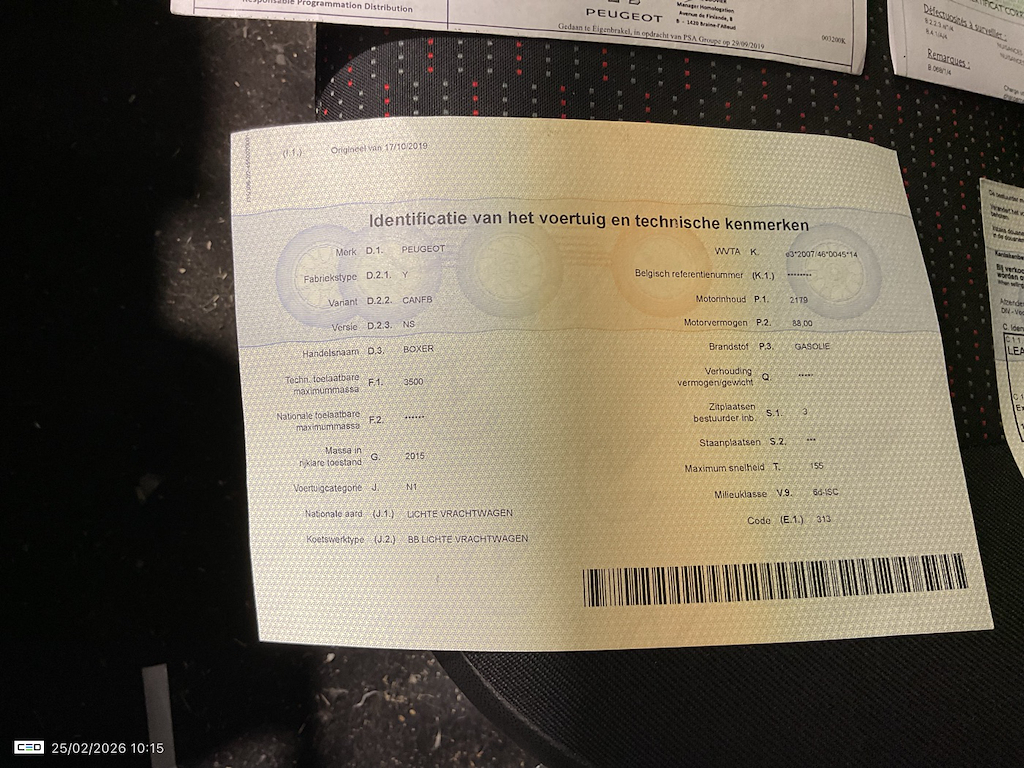 Responsable Programmation Distribution
PEUGEOT
Manager Homologation
Avenue de Finlande, 8
B - 1420 Braine-l'Alleud
Gedaan te Eigenbrakel, in opdracht van PSA Groupe op 29/09/2019
003200K
Défectuosités à surveiller :
Remarques :
(I.1.) Origineel van 17/10/2019
Identificatie van het voertuig en technische kenmerken
Merk D.1. PEUGEOT
Fabriekstype D.2.1. Y
Variant D.2.2. CANFB
Versie D.2.3. NS
Handelsnaam D.3. BOXER
Techn. toelaatbare
maximummassa F.1. 3500
Nationale toelaatbare
maximummassa F.2. ******
Massa in
rijklare toestand G. 2015
Voertuigcategorie J. N1
Nationale aard (J.1.) LICHTE VRACHTWAGEN
Koetswerktype (J.2.) BB LICHTE VRACHTWAGEN
WVTA K. e3*2007/46*0045*14
Belgisch referentienummer (K.1.) ********
Motorinhoud P.1. 2179
Motorvermogen P.2. 88,00
Brandstof P.3. GASOLIE
Verhouding
vermogen/gewicht Q. *****
Zitplaatsen
bestuurder inb. S.1. 3
Staanplaatsen S.2. ***
Maximum snelheid T. 155
Milieuklasse V.9. 6d-ISC
Code (E.1.) 313
CED 25/02/2026 10:15